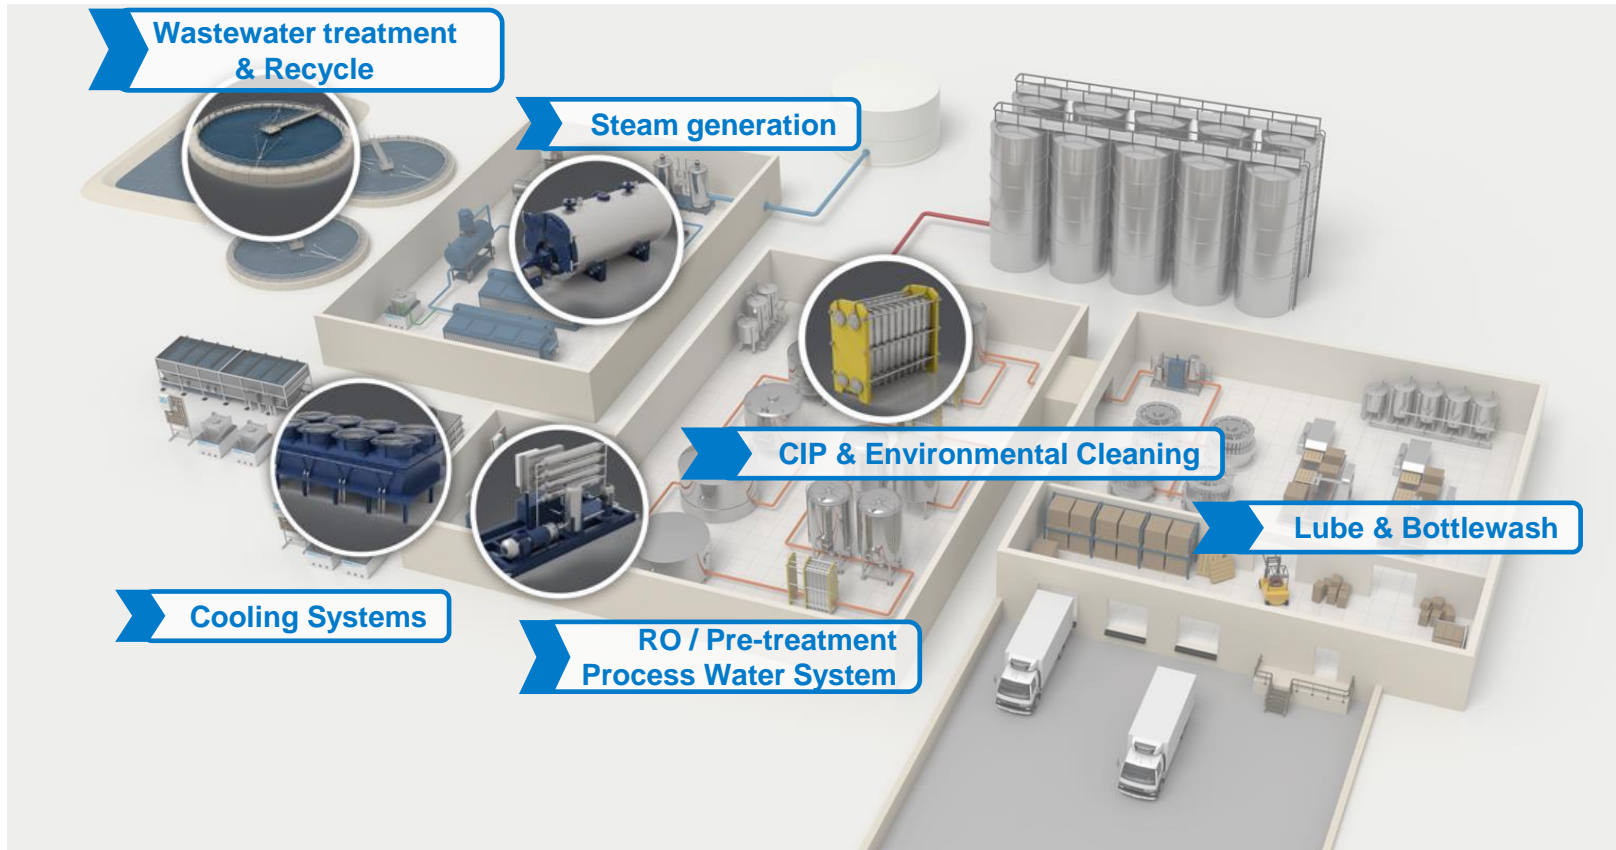 Wastewater treatment
& Recycle
Steam generation
CIP & Environmental Cleaning
Lube & Bottlewash
Cooling Systems
RO / Pre-treatment
Process Water System